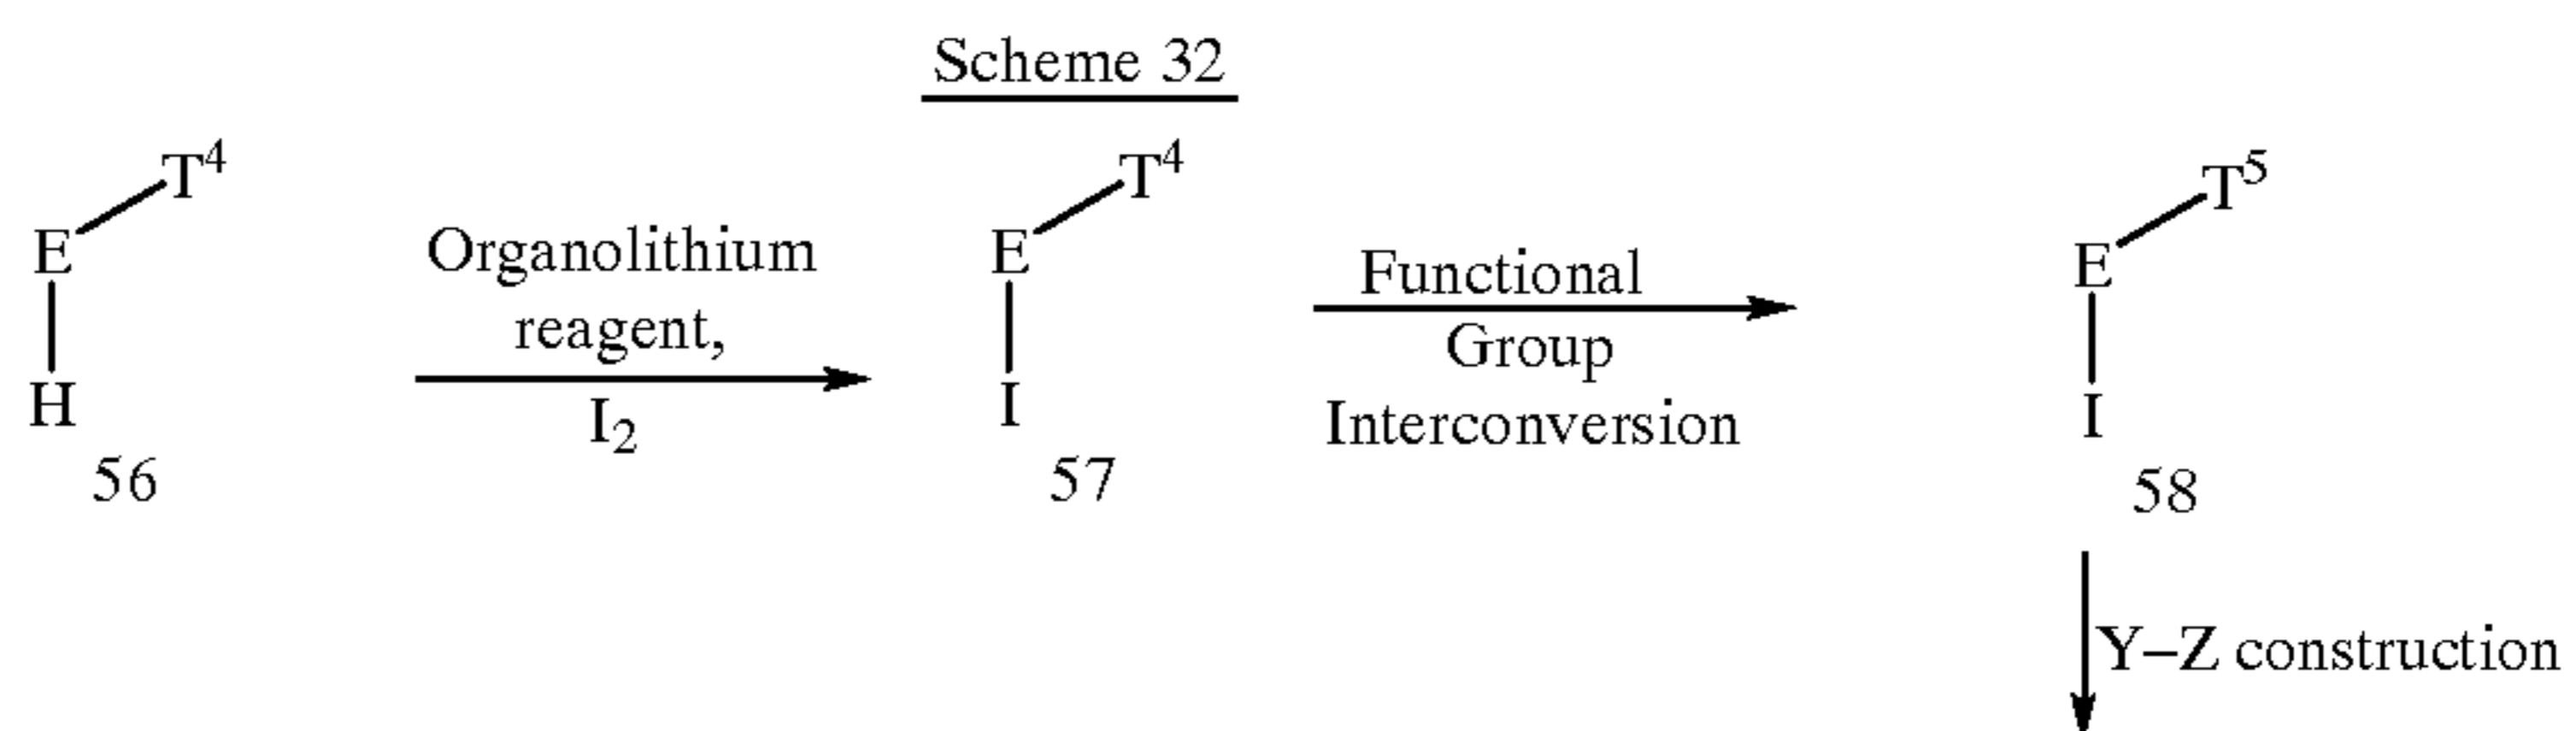 Scheme 32
T⁴
E
H
56
Organolithium
reagent,
I₂
T⁴
E
I
57
Functional
Group
Interconversion
T⁵
E
I
58
Y–Z construction